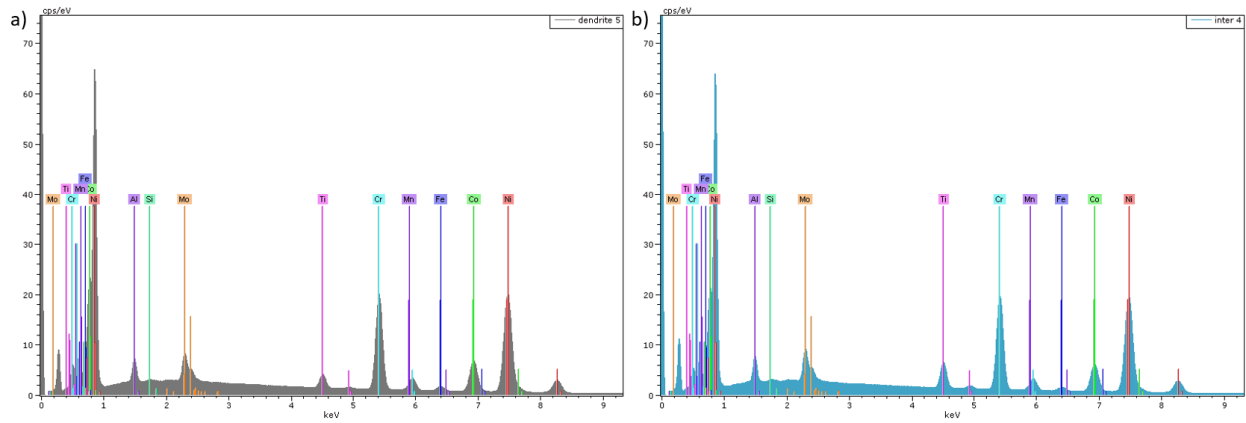 a)
cps/eV
dendrite 5
70
60
50
40
30
20
10
0
Fe
Ti Mn Co
Mo Cr Ni Al Si Mo Ti Cr Mn Fe Co Ni
0 1 2 3 4 5 6 7 8 9
keV
b)
cps/eV
inter 4
70
60
50
40
30
20
10
0
Fe
Ti Mn Co
Mo Cr Ni Al Si Mo Ti Cr Mn Fe Co Ni
0 1 2 3 4 5 6 7 8 9
keV